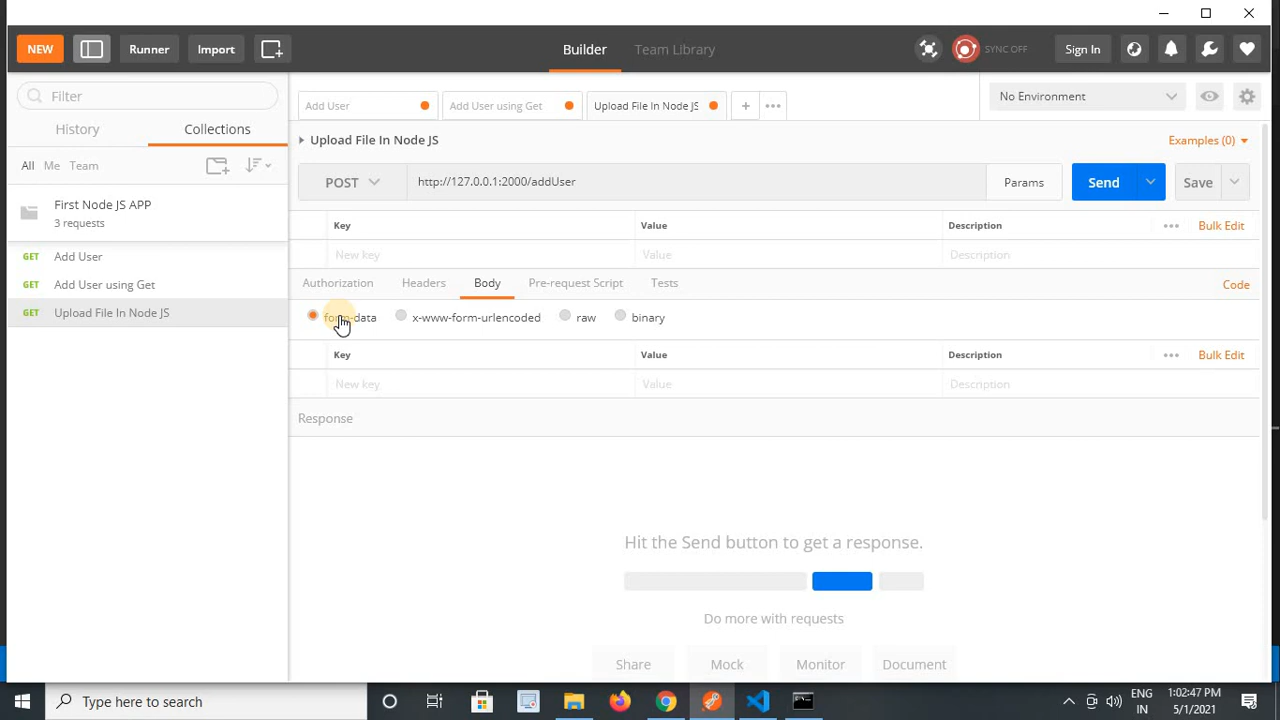 NEW Runner Import Builder Team Library SYNC OFF Sign In
Filter
History Collections
All Me Team
First Node JS APP
3 requests
GET Add User
GET Add User using Get
GET Upload File In Node JS
Add User Add User using Get Upload File In Node JS + •••
No Environment
Upload File In Node JS Examples (0)
POST http://127.0.0.1:2000/addUser Params Send Save
Key Value Description ••• Bulk Edit
New key Value Description
Authorization Headers Body Pre-request Script Tests Code
form-data x-www-form-urlencoded raw binary
Key Value Description ••• Bulk Edit
New key Value Description
Response
Hit the Send button to get a response.
Do more with requests
Share Mock Monitor Document
Type here to search
ENG
IN
1:02:47 PM
5/1/2021